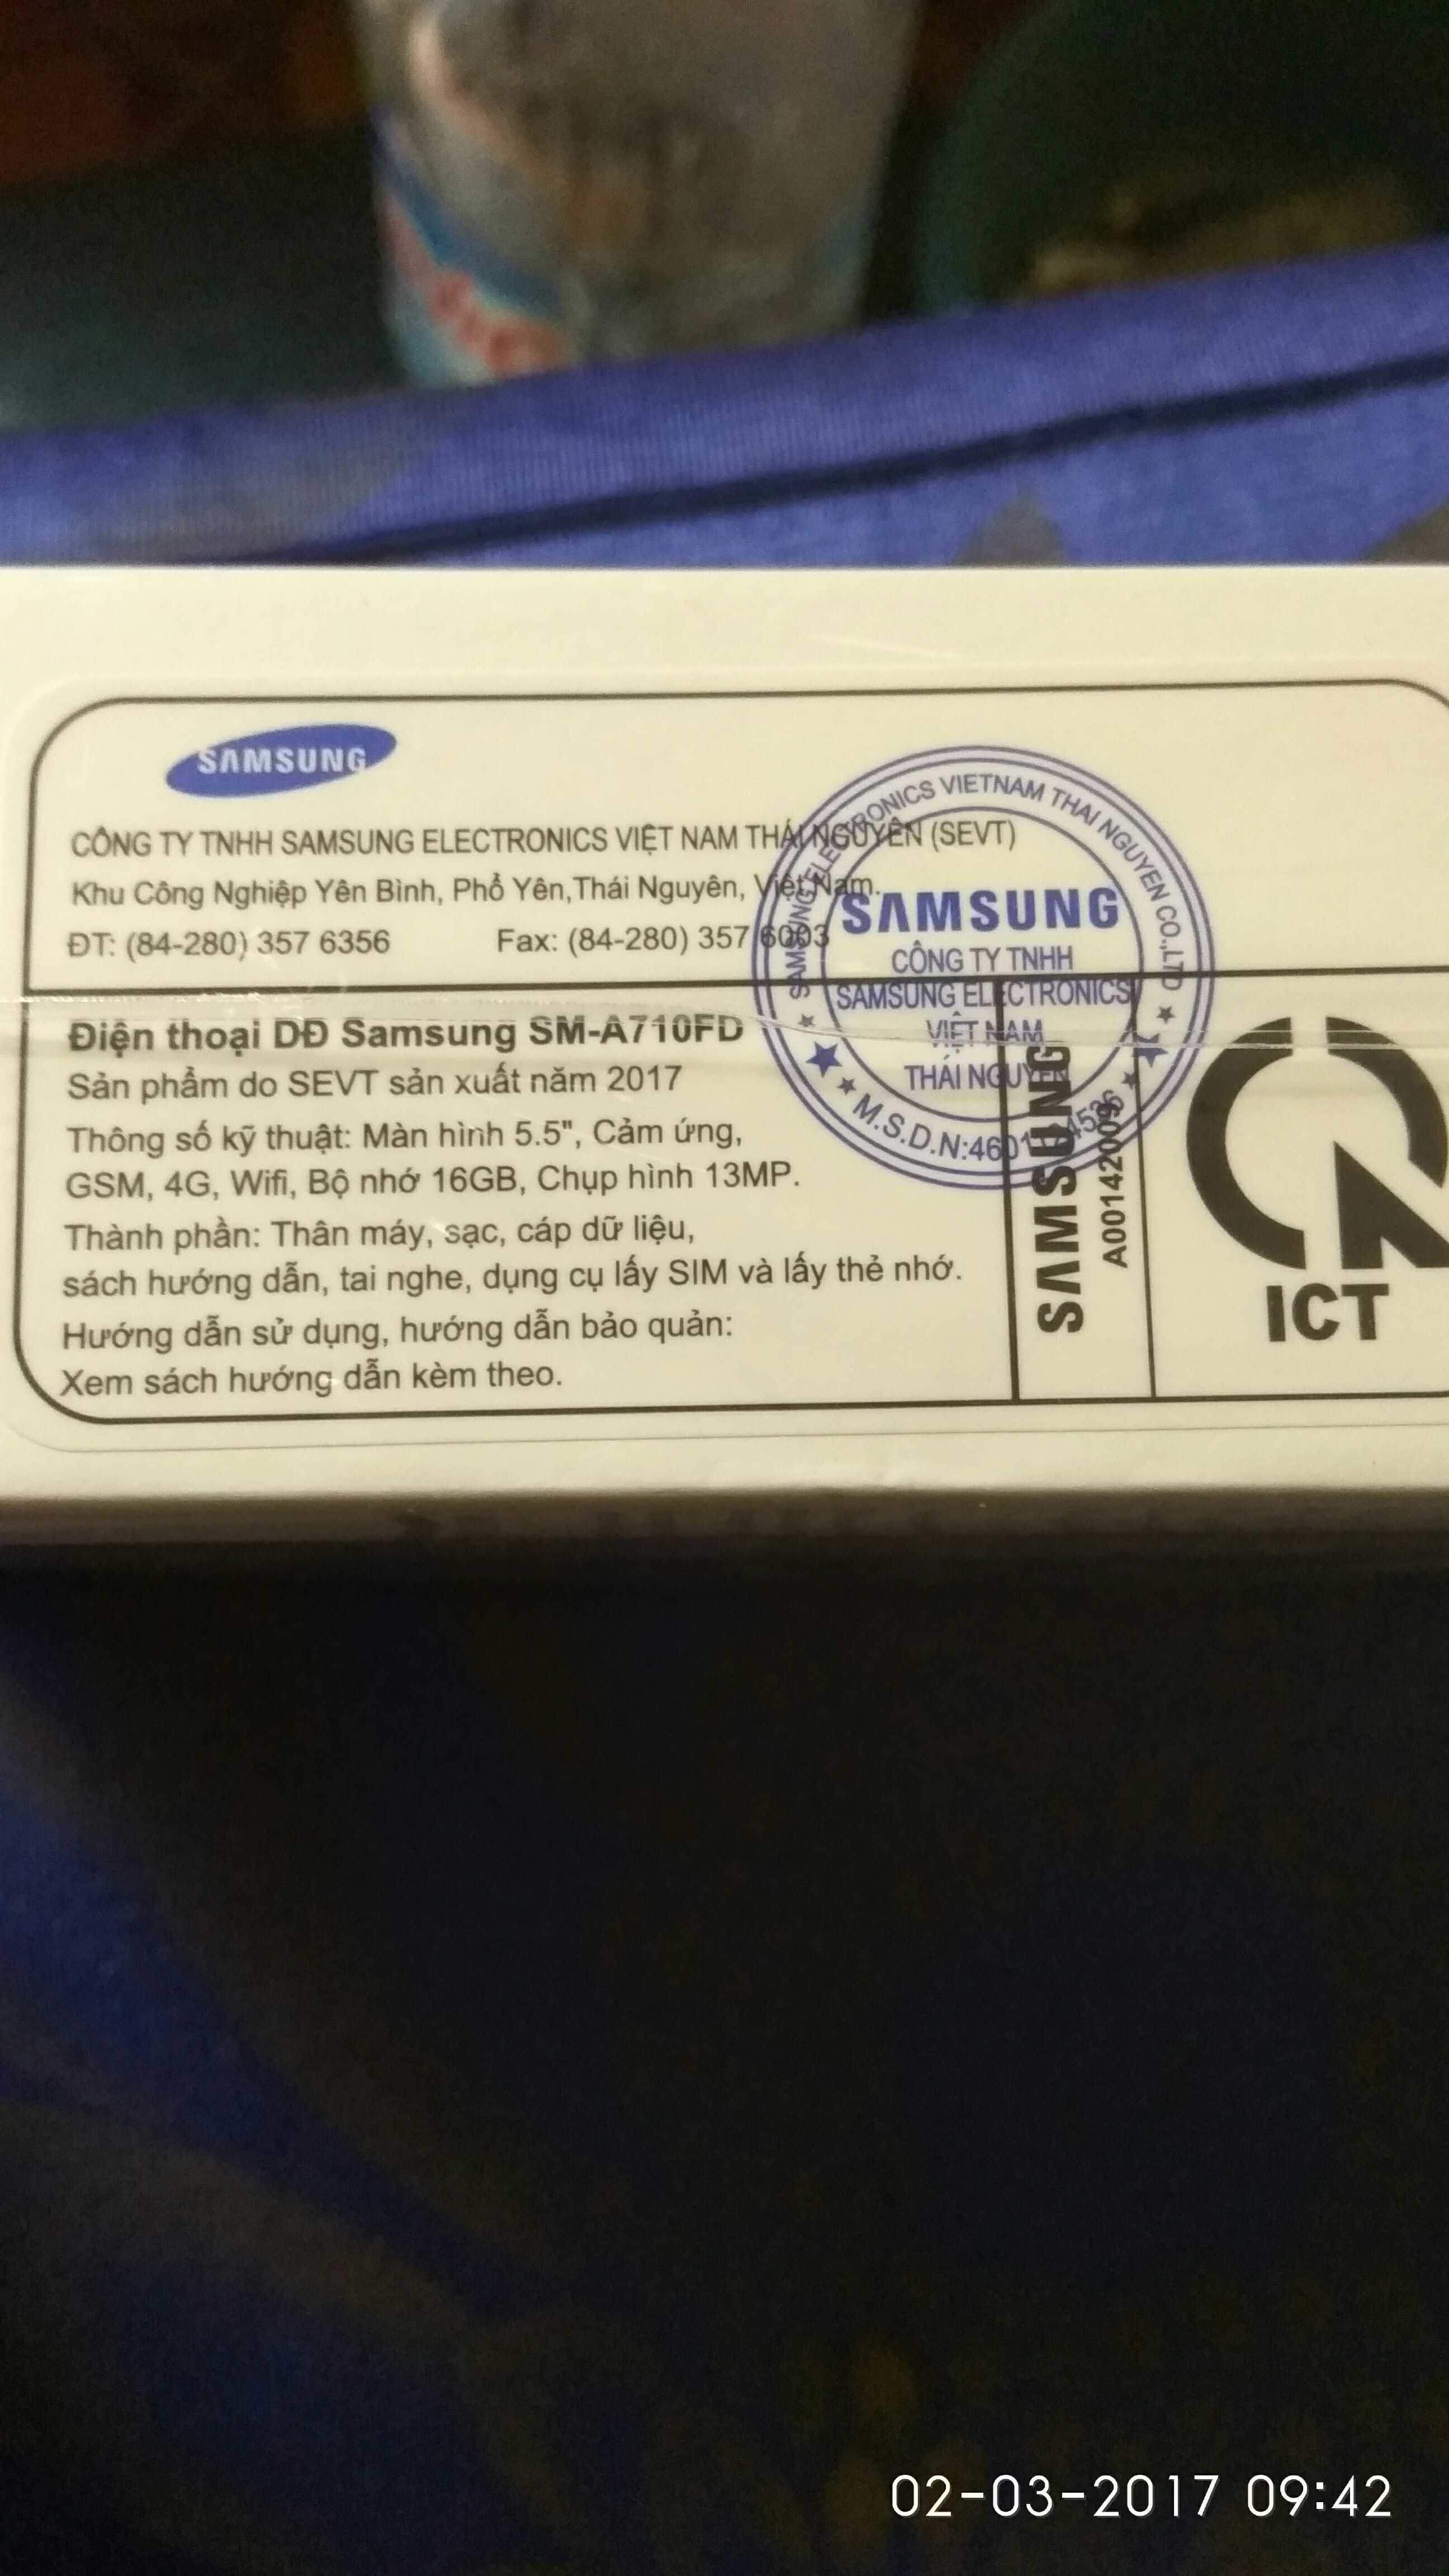 SAMSUNG
CÔNG TY TNHH SAMSUNG ELECTRONICS VIỆT NAM THÁI NGUYÊN (SEVT)
Khu Công Nghiệp Yên Bình, Phổ Yên,Thái Nguyên, Việt Nam.
ĐT: (84-280) 357 6356 Fax: (84-280) 357 6003
Điện thoại DĐ Samsung SM-A710FD
Sản phẩm do SEVT sản xuất năm 2017
Thông số kỹ thuật: Màn hình 5.5", Cảm ứng,
GSM, 4G, Wifi, Bộ nhớ 16GB, Chụp hình 13MP.
Thành phần: Thân máy, sạc, cáp dữ liệu,
sách hướng dẫn, tai nghe, dụng cụ lấy SIM và lấy thẻ nhớ.
Hướng dẫn sử dụng, hướng dẫn bảo quản:
Xem sách hướng dẫn kèm theo.
SAMSUNG ELECTRONICS VIETNAM THAI NGUYEN CO.,LTD
SAMSUNG
CÔNG TY TNHH
SAMSUNG ELECTRONICS
VIỆT NAM
THÁI NGUYÊN
SAMSUNG
A001142009
ICT
02-03-2017 09:42